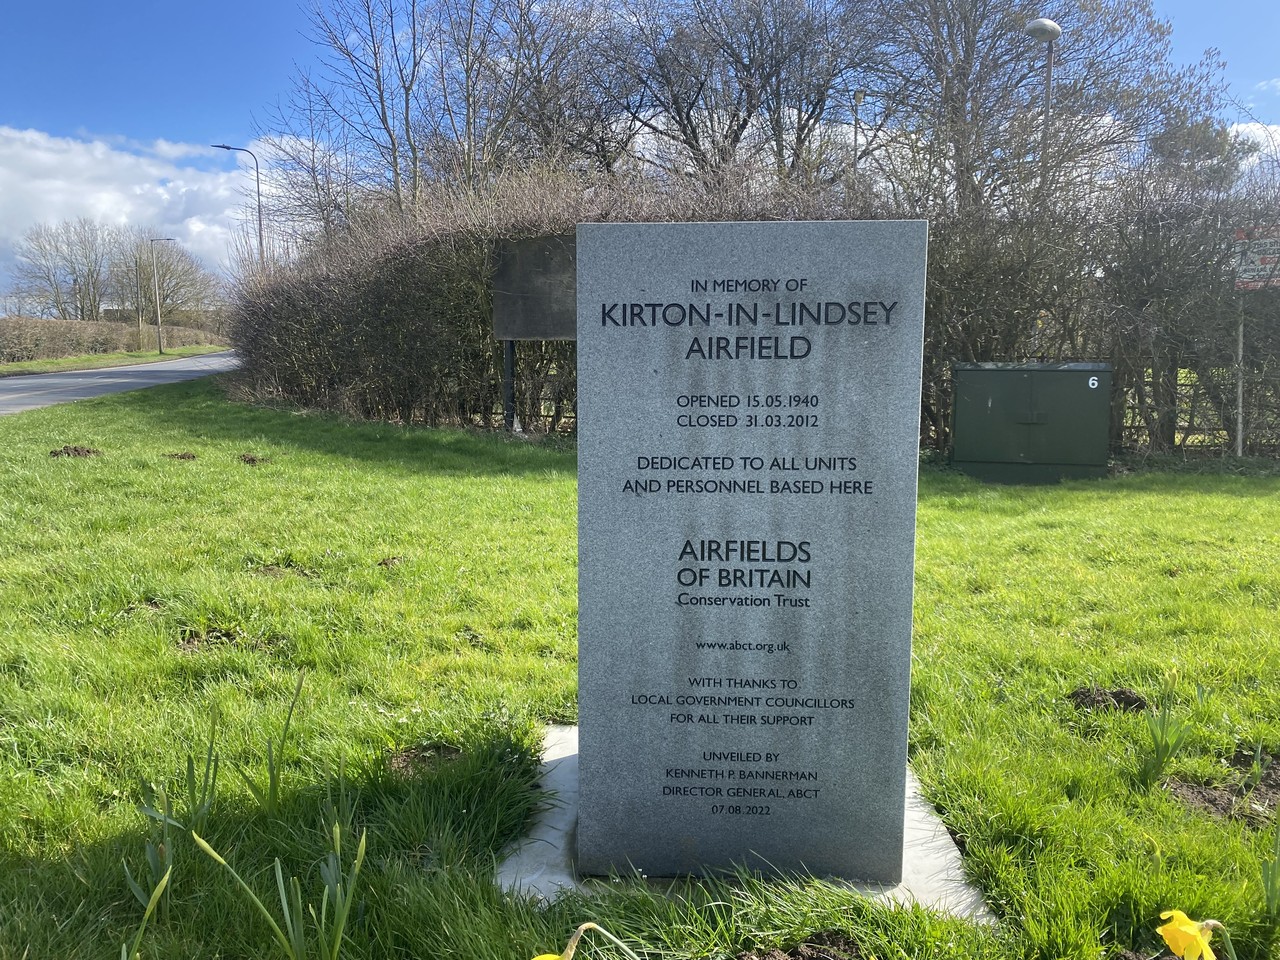 IN MEMORY OF
KIRTON-IN-LINDSEY
AIRFIELD
OPENED 15.05.1940
CLOSED 31.03.2012
DEDICATED TO ALL UNITS
AND PERSONNEL BASED HERE
AIRFIELDS
OF BRITAIN
Conservation Trust
www.abct.org.uk
WITH THANKS TO
LOCAL GOVERNMENT COUNCILLORS
FOR ALL THEIR SUPPORT
UNVEILED BY
KENNETH P. BANNERMAN
DIRECTOR GENERAL, ABCT
07.08.2022
6